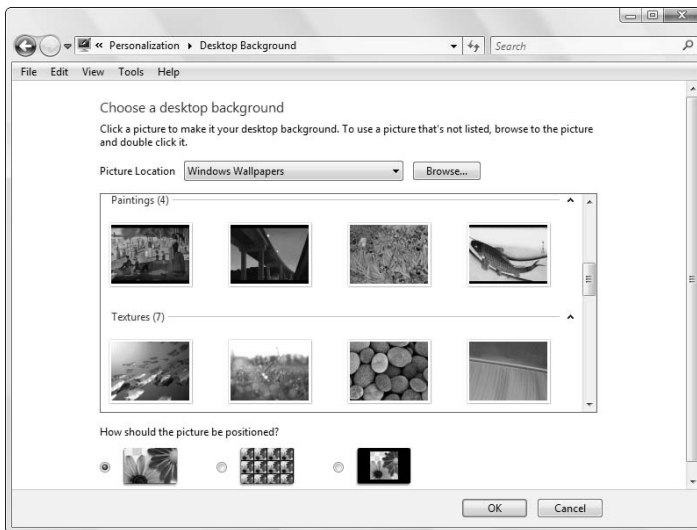 « Personalization ▸ Desktop Background Search
File Edit View Tools Help
Choose a desktop background
Click a picture to make it your desktop background. To use a picture that's not listed, browse to the picture
and double click it.
Picture Location Windows Wallpapers Browse...
Paintings (4)
Textures (7)
How should the picture be positioned?
OK Cancel